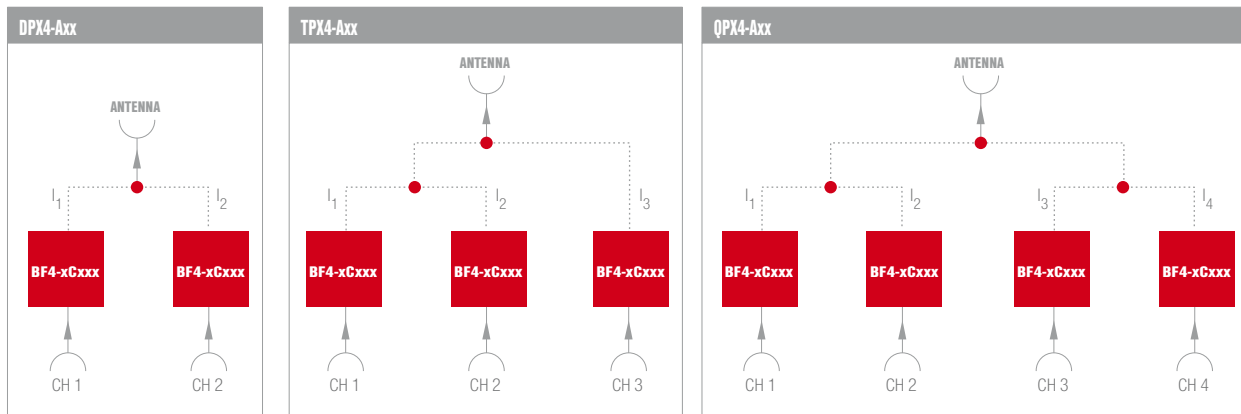 DPX4-Axx
ANTENNA
I1
I2
BF4-xCxxx
BF4-xCxxx
CH 1
CH 2
TPX4-Axx
ANTENNA
I1
I2
I3
BF4-xCxxx
BF4-xCxxx
BF4-xCxxx
CH 1
CH 2
CH 3
QPX4-Axx
ANTENNA
I1
I2
I3
I4
BF4-xCxxx
BF4-xCxxx
BF4-xCxxx
BF4-xCxxx
CH 1
CH 2
CH 3
CH 4